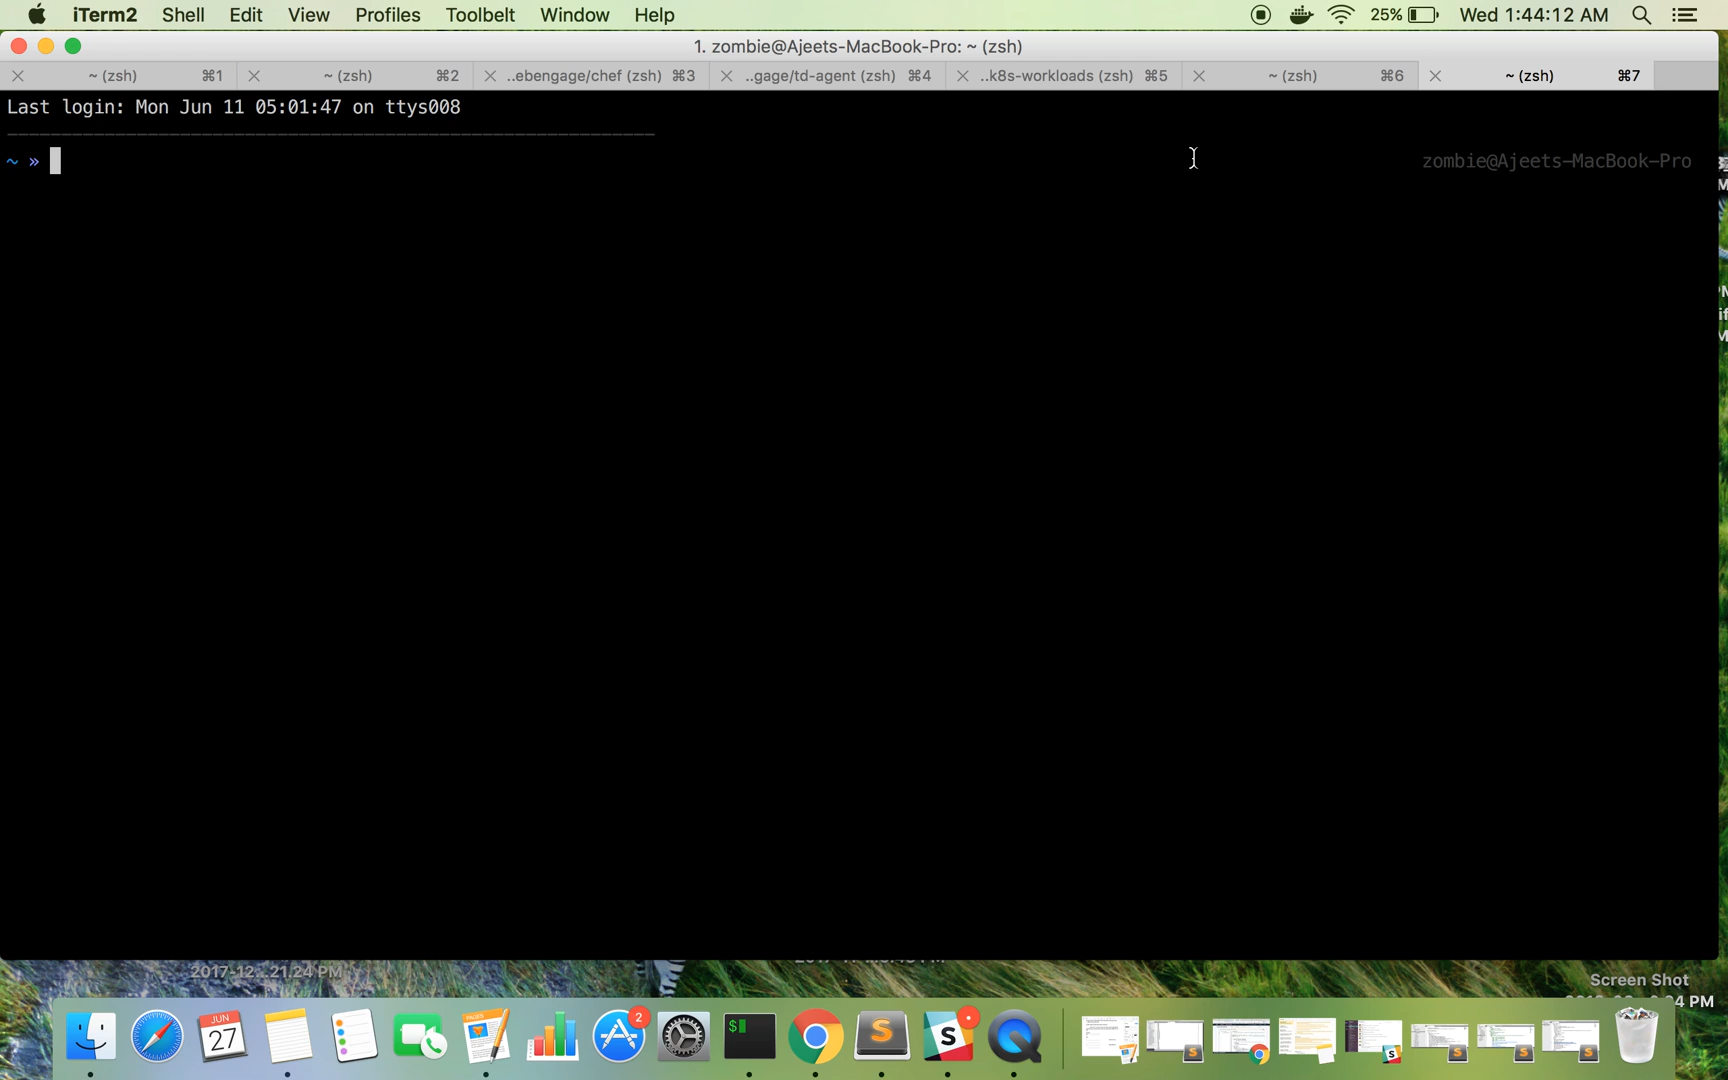 iTerm2 Shell Edit View Profiles Toolbelt Window Help 25% Wed 1:44:12 AM
1. zombie@Ajeets-MacBook-Pro: ~ (zsh)
~ (zsh) ⌘1 ~ (zsh) ⌘2 ..ebengage/chef (zsh) ⌘3 ..gage/td-agent (zsh) ⌘4 ..k8s-workloads (zsh) ⌘5 ~ (zsh) ⌘6 ~ (zsh) ⌘7
Last login: Mon Jun 11 05:01:47 on ttys008
~ » zombie@Ajeets-MacBook-Pro
2017-12...21.24 PM
Screen Shot
JUN
27
PAGES
2
$